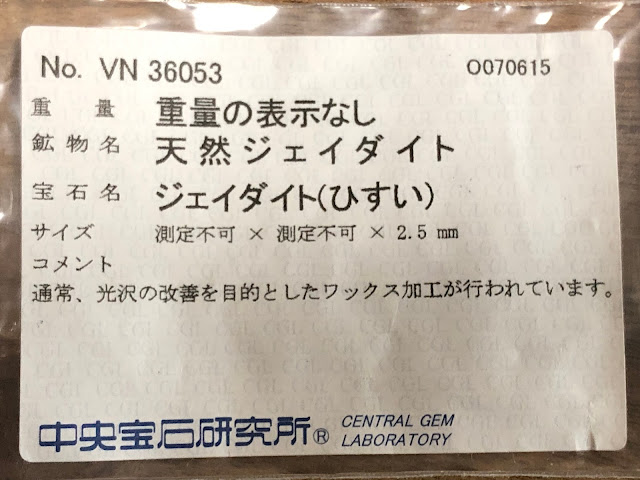 No. VN 36053 O070615
重量 重量の表示なし
鉱物名 天然ジェイダイト
宝石名 ジェイダイト(ひすい)
サイズ 測定不可 × 測定不可 × 2.5 mm
コメント
通常、光沢の改善を目的としたワックス加工が行われています。
中央宝石研究所® CENTRAL GEM
LABORATORY